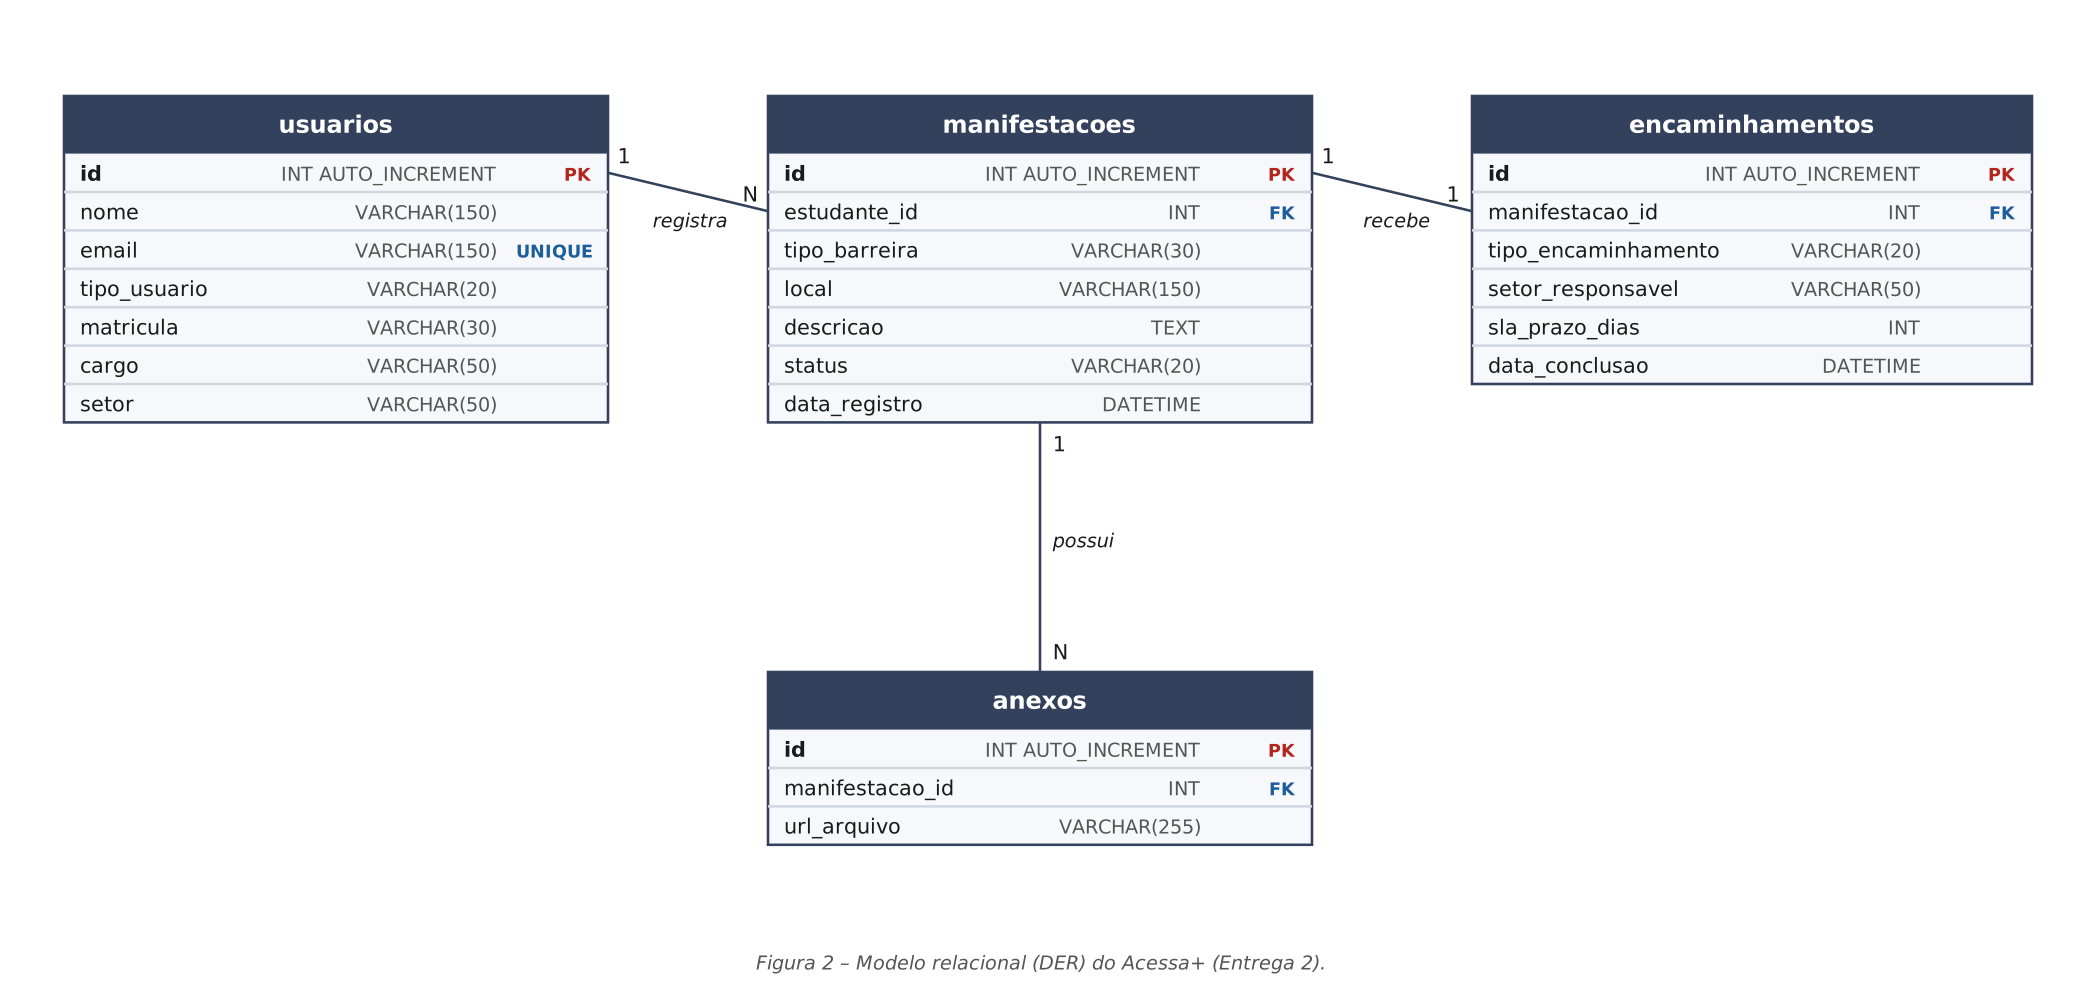 usuarios
id INT AUTO_INCREMENT PK
nome VARCHAR(150)
email VARCHAR(150) UNIQUE
tipo_usuario VARCHAR(20)
matricula VARCHAR(30)
cargo VARCHAR(50)
setor VARCHAR(50)
1
N
registra
manifestacoes
id INT AUTO_INCREMENT PK
estudante_id INT FK
tipo_barreira VARCHAR(30)
local VARCHAR(150)
descricao TEXT
status VARCHAR(20)
data_registro DATETIME
1
1
recebe
encaminhamentos
id INT AUTO_INCREMENT PK
manifestacao_id INT FK
tipo_encaminhamento VARCHAR(20)
setor_responsavel VARCHAR(50)
sla_prazo_dias INT
data_conclusao DATETIME
1
possui
N
anexos
id INT AUTO_INCREMENT PK
manifestacao_id INT FK
url_arquivo VARCHAR(255)
Figura 2 – Modelo relacional (DER) do Acessa+ (Entrega 2).